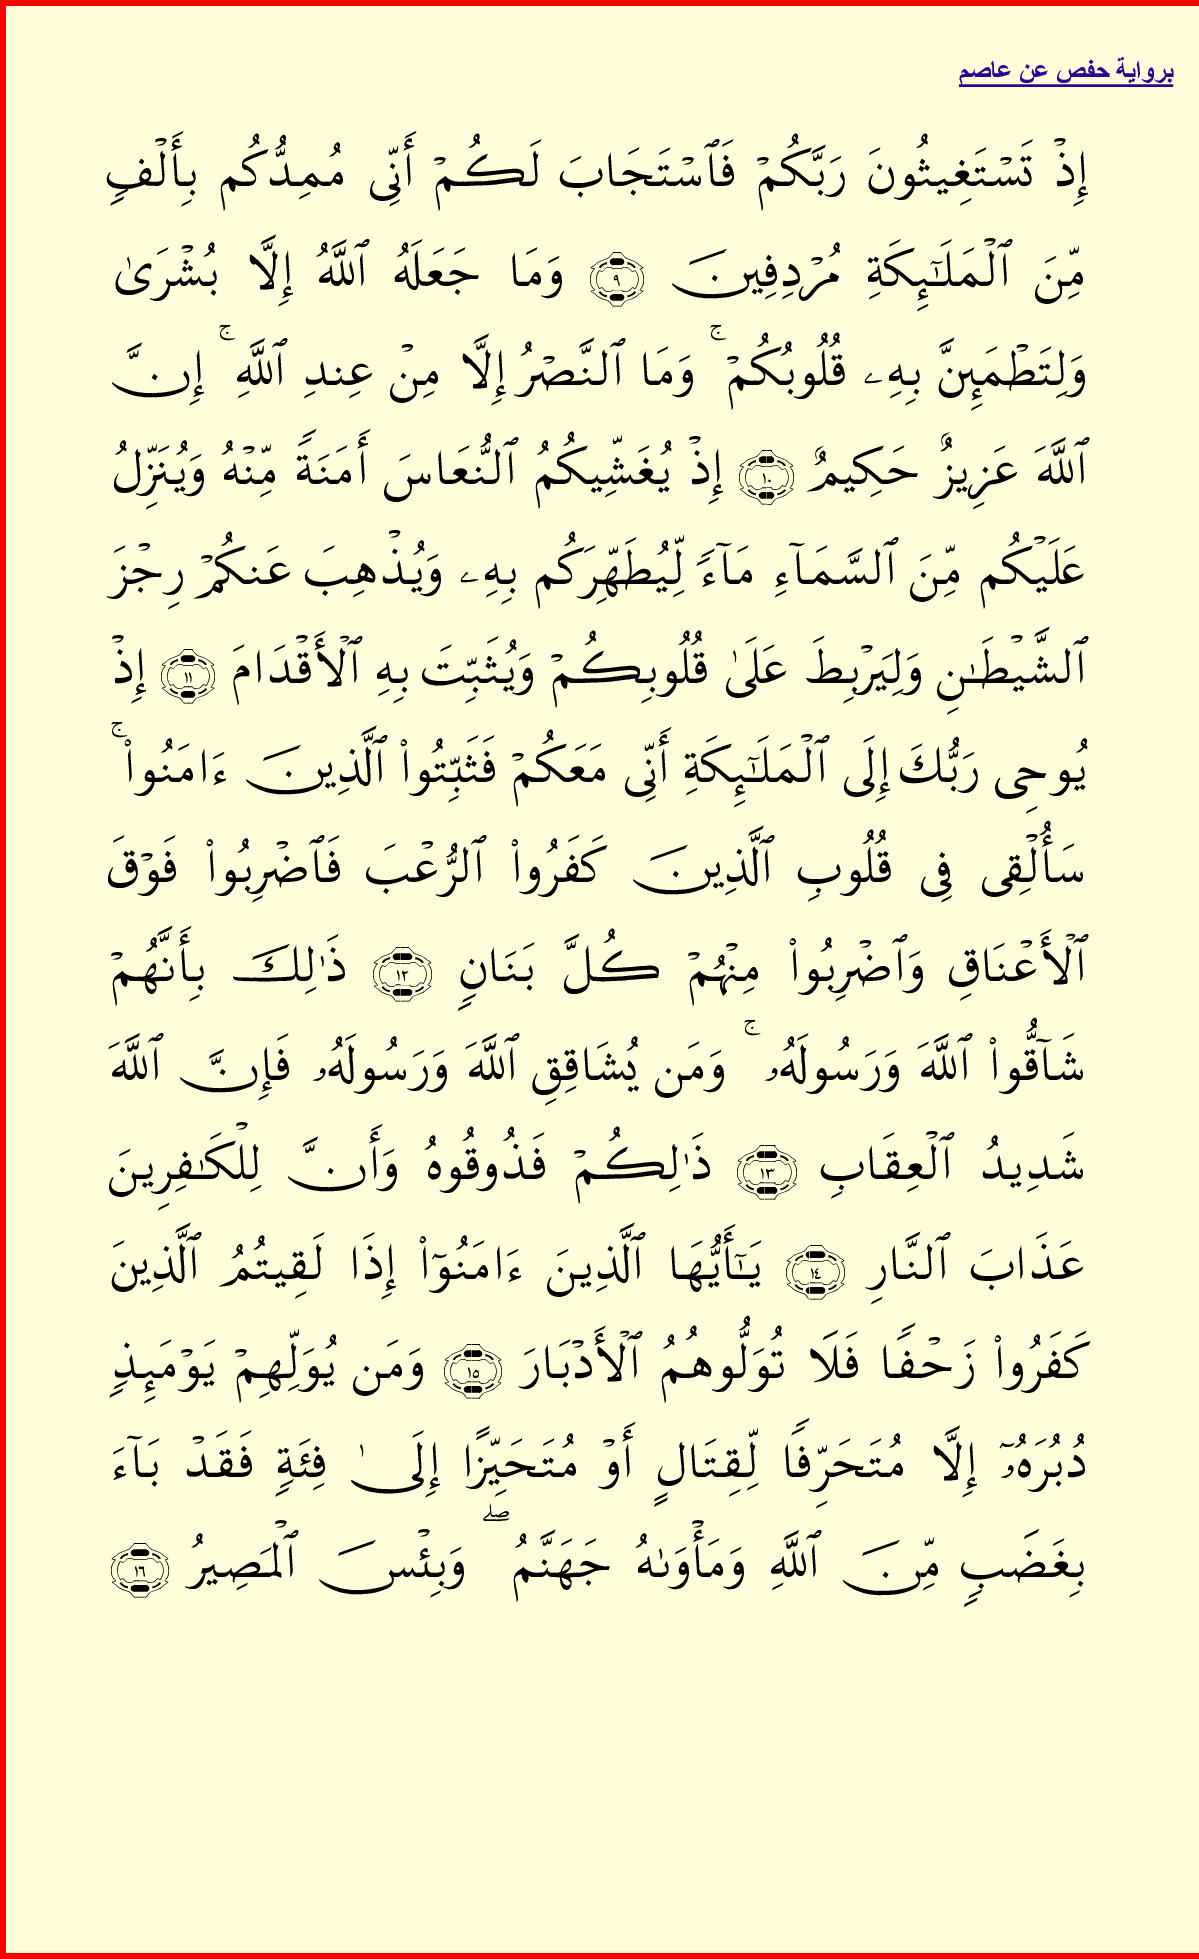 برواية حفص عن عاصم
إِذۡ تَسۡتَغِيثُونَ رَبَّكُمۡ فَٱسۡتَجَابَ لَكُمۡ أَنِّى مُمِدُّكُم بِأَلۡفٖ
مِّنَ ٱلۡمَلَٰٓئِكَةِ مُرۡدِفِينَ ٩ وَمَا جَعَلَهُ ٱللَّهُ إِلَّا بُشۡرَىٰ
وَلِتَطۡمَئِنَّ بِهِۦ قُلُوبُكُمۡۚ وَمَا ٱلنَّصۡرُ إِلَّا مِنۡ عِندِ ٱللَّهِۚ إِنَّ
ٱللَّهَ عَزِيزٌ حَكِيمٌ ١٠ إِذۡ يُغَشِّيكُمُ ٱلنُّعَاسَ أَمَنَةٗ مِّنۡهُ وَيُنَزِّلُ
عَلَيۡكُم مِّنَ ٱلسَّمَآءِ مَآءٗ لِّيُطَهِّرَكُم بِهِۦ وَيُذۡهِبَ عَنكُمۡ رِجۡزَ
ٱلشَّيۡطَٰنِ وَلِيَرۡبِطَ عَلَىٰ قُلُوبِكُمۡ وَيُثَبِّتَ بِهِ ٱلۡأَقۡدَامَ ١١ إِذۡ
يُوحِى رَبُّكَ إِلَى ٱلۡمَلَٰٓئِكَةِ أَنِّى مَعَكُمۡ فَثَبِّتُواْ ٱلَّذِينَ ءَامَنُواْۚ
سَأُلۡقِى فِى قُلُوبِ ٱلَّذِينَ كَفَرُواْ ٱلرُّعۡبَ فَٱضۡرِبُواْ فَوۡقَ
ٱلۡأَعۡنَاقِ وَٱضۡرِبُواْ مِنۡهُمۡ كُلَّ بَنَانٖ ١٢ ذَٰلِكَ بِأَنَّهُمۡ
شَآقُّواْ ٱللَّهَ وَرَسُولَهُۥۚ وَمَن يُشَاقِقِ ٱللَّهَ وَرَسُولَهُۥ فَإِنَّ ٱللَّهَ
شَدِيدُ ٱلۡعِقَابِ ١٣ ذَٰلِكُمۡ فَذُوقُوهُ وَأَنَّ لِلۡكَٰفِرِينَ
عَذَابَ ٱلنَّارِ ١٤ يَٰٓأَيُّهَا ٱلَّذِينَ ءَامَنُوٓاْ إِذَا لَقِيتُمُ ٱلَّذِينَ
كَفَرُواْ زَحۡفٗا فَلَا تُوَلُّوهُمُ ٱلۡأَدۡبَارَ ١٥ وَمَن يُوَلِّهِمۡ يَوۡمَئِذٖ
دُبُرَهُۥٓ إِلَّا مُتَحَرِّفٗا لِّقِتَالٍ أَوۡ مُتَحَيِّزًا إِلَىٰ فِئَةٖ فَقَدۡ بَآءَ
بِغَضَبٖ مِّنَ ٱللَّهِ وَمَأۡوَىٰهُ جَهَنَّمُۖ وَبِئۡسَ ٱلۡمَصِيرُ ١٦